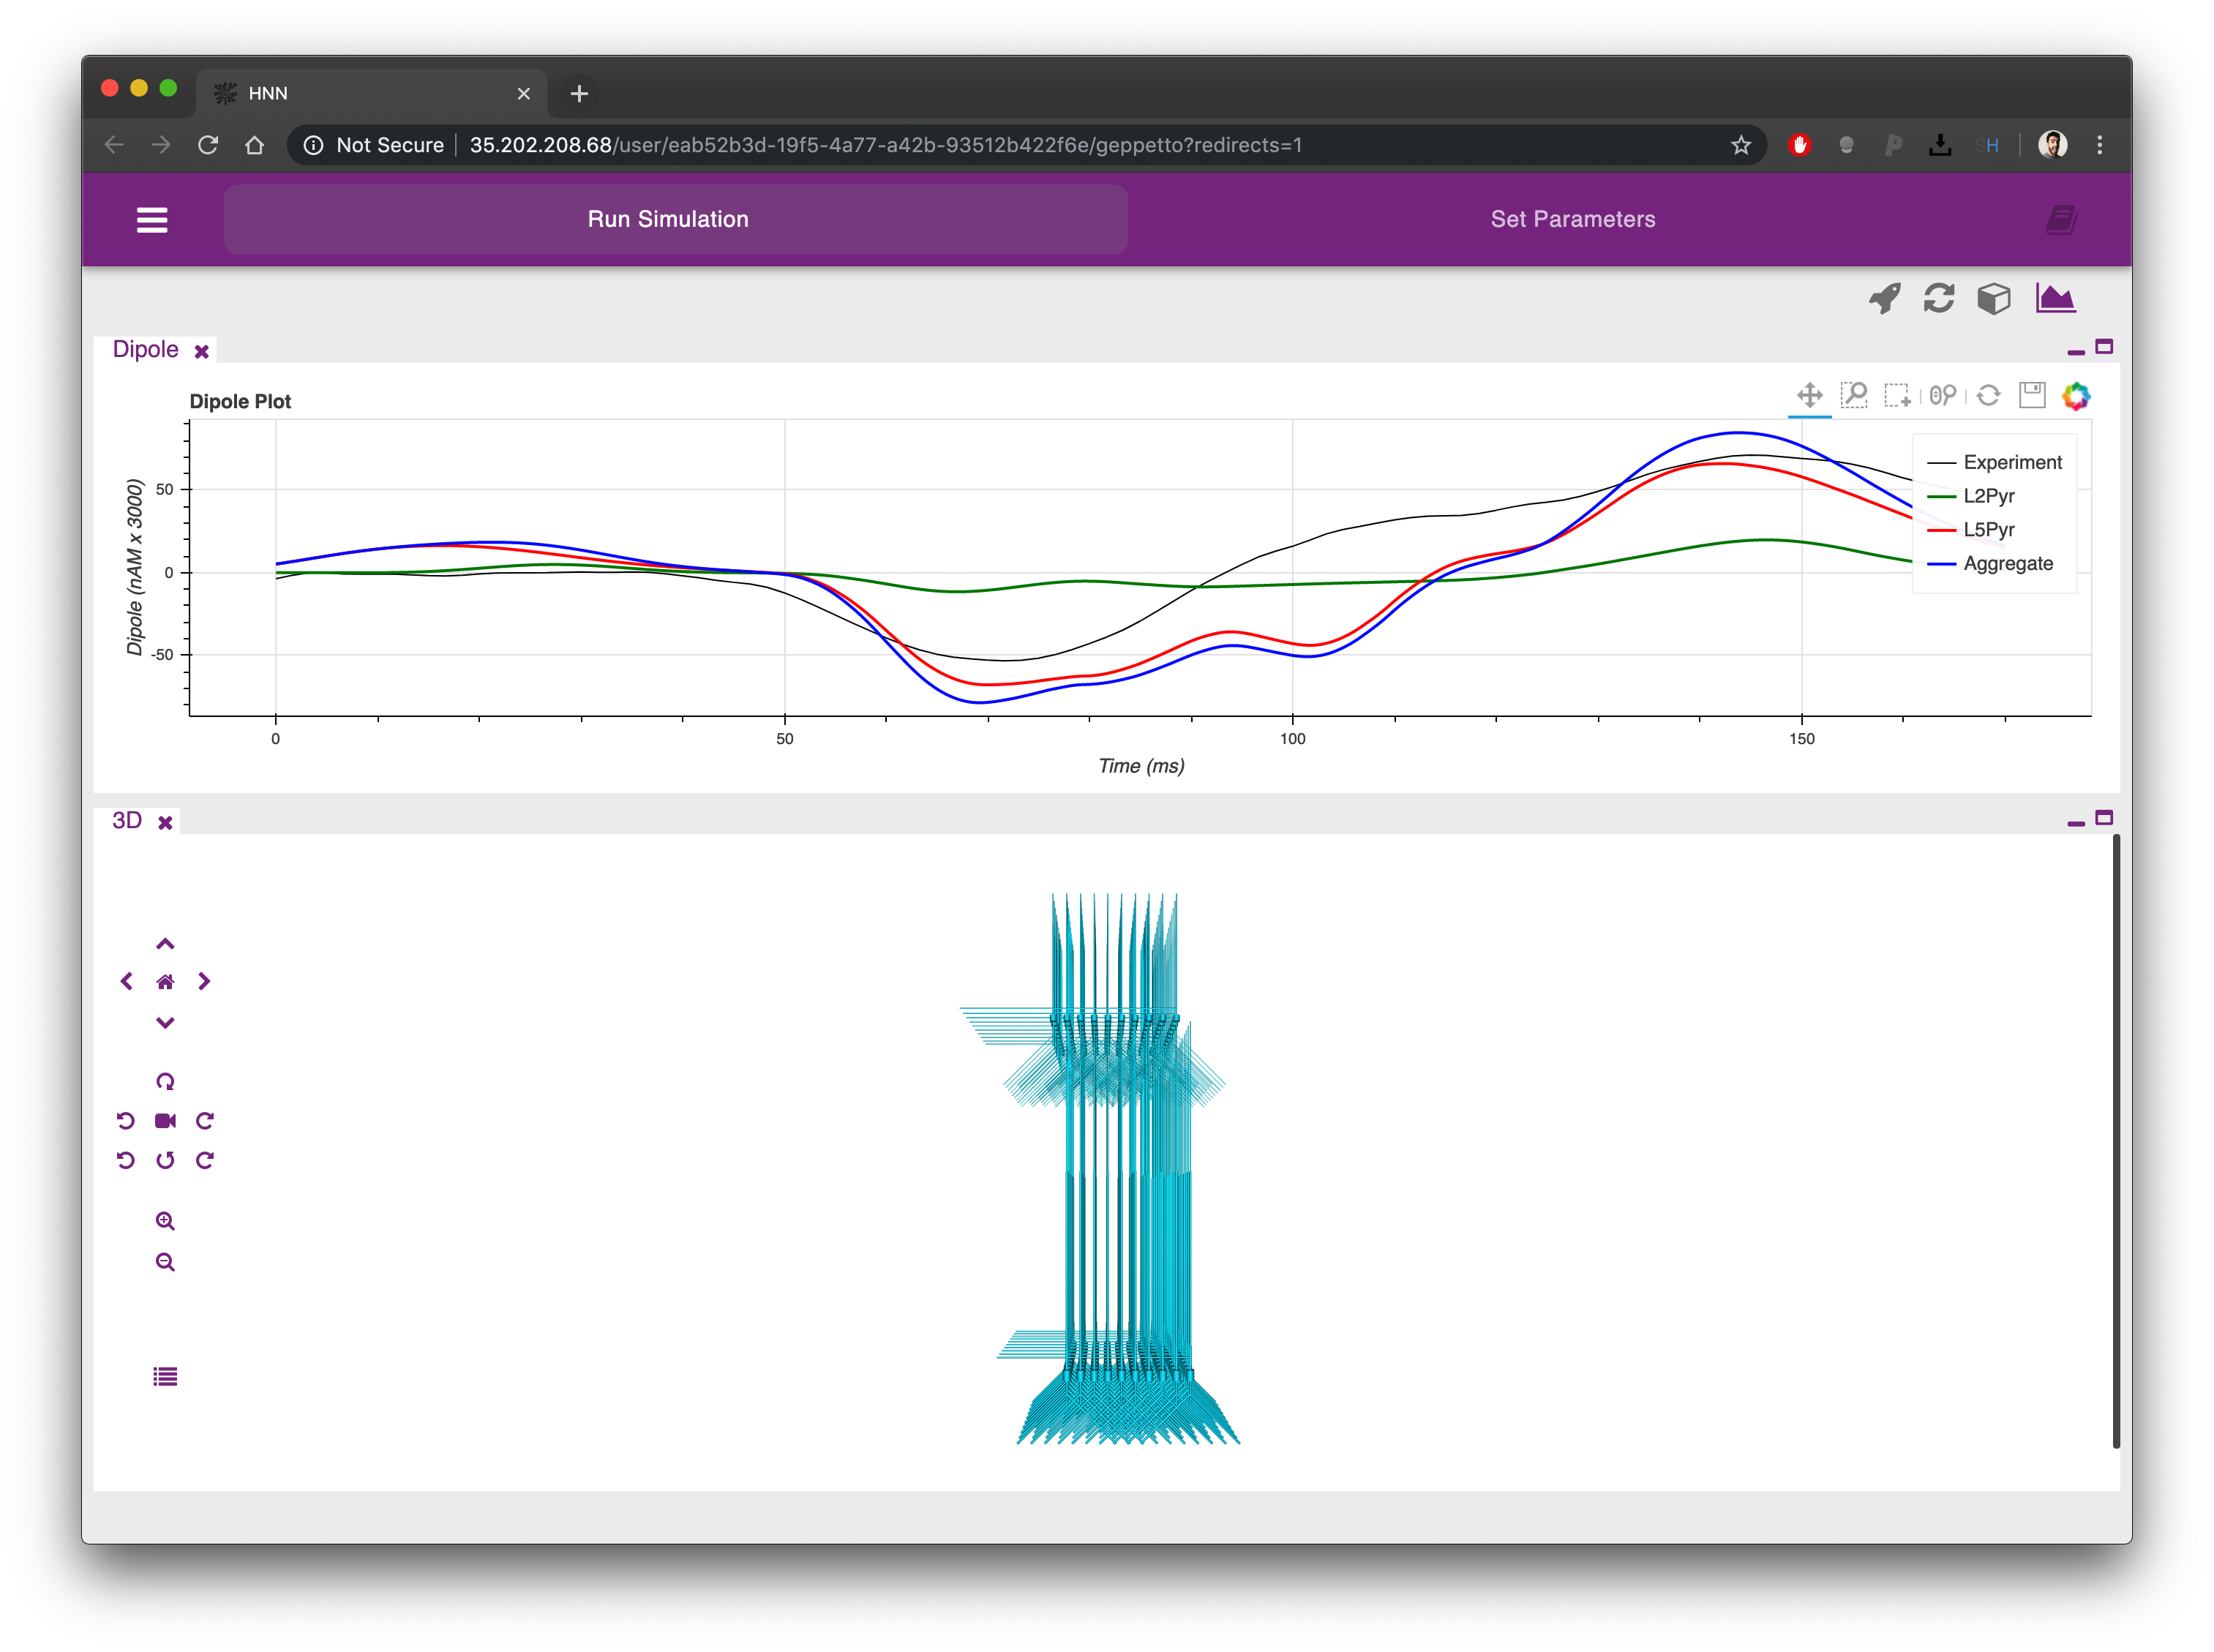 HNN
Not Secure
35.202.208.68/user/eab52b3d-19f5-4a77-a42b-93512b422f6e/geppetto?redirects=1
SH
Run Simulation
Set Parameters
Dipole
Dipole Plot
Dipole (nAM x 3000)
50
0
-50
Experiment
L2Pyr
L5Pyr
Aggregate
0
50
100
150
Time (ms)
3D